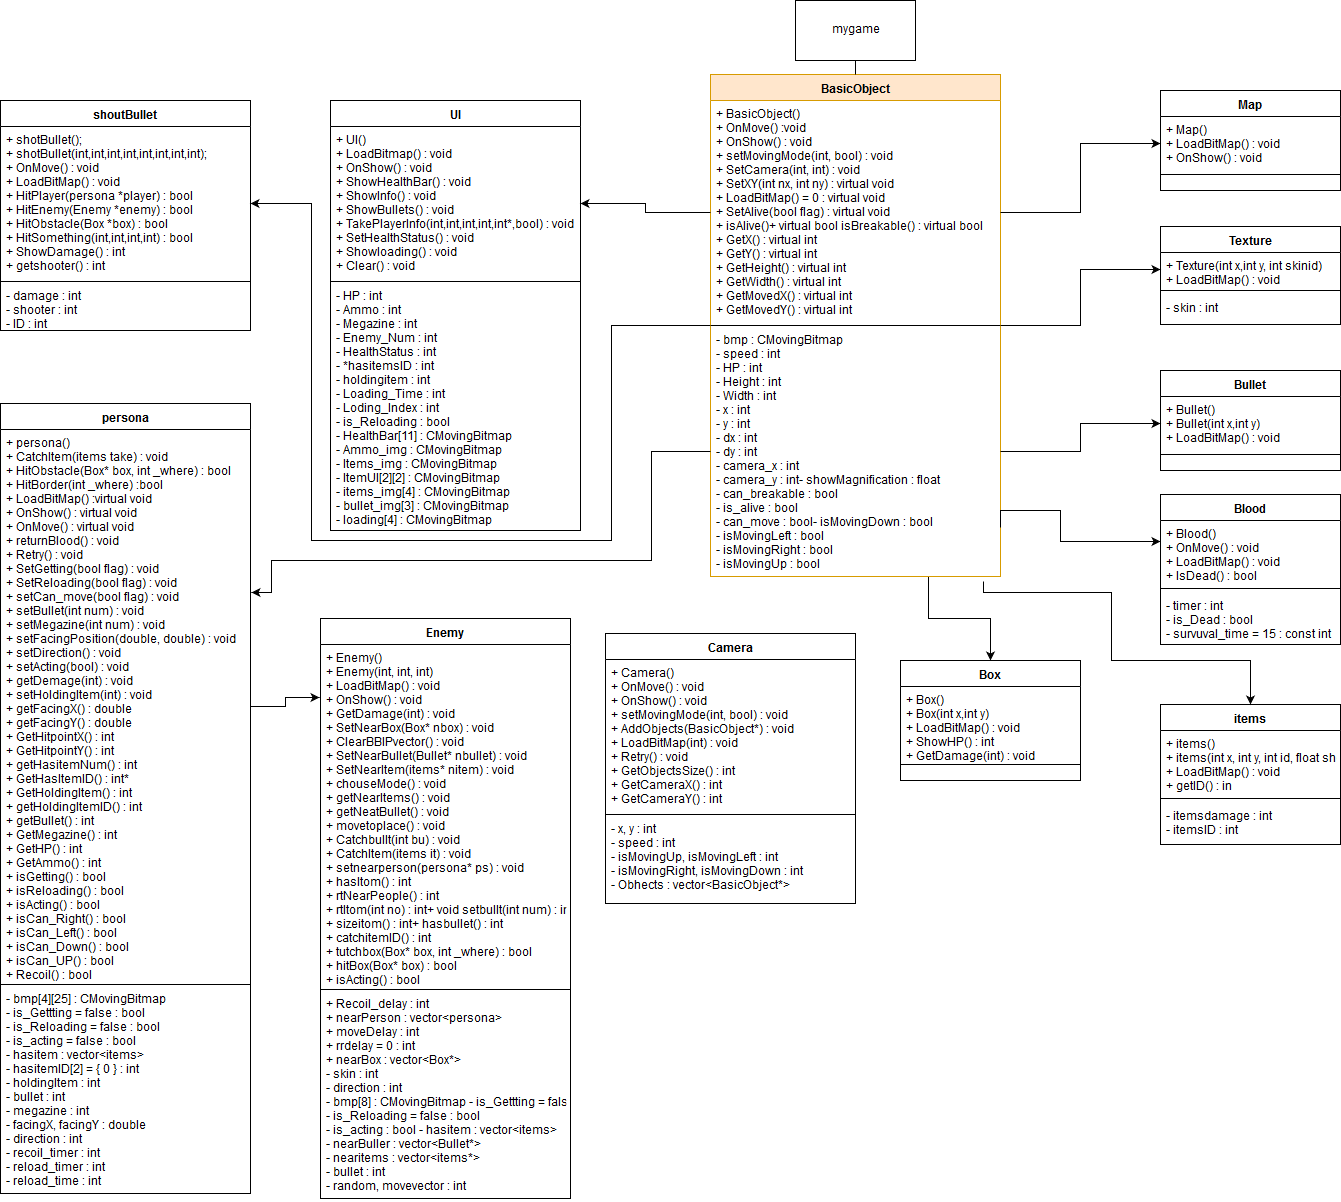 mygame
BasicObject
+ BasicObject()
+ OnMove() :void
+ OnShow() :void
+ setMovingMode(int, bool) : void
+ SetCamera(int, int) : void
+ SetXY(int nx, int ny) : virtual void
+ LoadBitMap() = 0 : virtual void
+ SetAlive(bool flag) : virtual void
+ isAlive()+ virtual bool isBreakable() : virtual bool
+ GetX() : virtual int
+ GetY() : virtual int
+ GetHeight() : virtual int
+ GetWidth() : virtual int
+ GetMovedX() : virtual int
+ GetMovedY() : virtual int
- bmp : CMovingBitmap
- speed : int
- HP : int
- Height : int
- Width : int
- x : int
- y : int
- dx : int
- dy : int
- camera_x : int
- camera_y : int- showMagnification : float
- can_breakable : bool
- is_alive : bool
- can_move : bool- isMovingDown : bool
- isMovingLeft : bool
- isMovingRight : bool
- isMovingUp : bool
shoutBullet
+ shotBullet();
+ shotBullet(int,int,int,int,int,int,int,int);
+ OnMove() : void
+ LoadBitMap() : void
+ HitPlayer(persona *player) : bool
+ HitEnemy(Enemy *enemy) : bool
+ HitObstacle(Box *box) : bool
+ HitSomething(int,int,int,int) : bool
+ ShowDamage() : int
+ getshooter() : int
- damage : int
- shooter : int
- ID : int
UI
+ UI()
+ LoadBitmap() : void
+ OnShow() : void
+ ShowHealthBar() : void
+ ShowInfo() : void
+ ShowBullets() : void
+ TakePlayerInfo(int,int,int,int,int*,bool) : void
+ SetHealthStatus() : void
+ Showloading() : void
+ Clear() : void
- HP : int
- Ammo : int
- Megazine : int
- Enemy_Num : int
- HealthStatus : int
- *hasitemsID : int
- holdingitem : int
- Loading_Time : int
- Loding_Index : int
- is_Reloading : bool
- HealthBar[11] : CMovingBitmap
- Ammo_img : CMovingBitmap
- Items_img : CMovingBitmap
- ItemUI[2][2] : CMovingBitmap
- items_img[4] : CMovingBitmap
- bullet_img[3] : CMovingBitmap
- loading[4] : CMovingBitmap
Map
+ Map()
+ LoadBitMap() : void
+ OnShow() : void
Texture
+ Texture(int x,int y, int skinid)
+ LoadBitMap() : void
- skin : int
Bullet
+ Bullet()
+ Bullet(int x,int y)
+ LoadBitMap() : void
Blood
+ Blood()
+ OnMove() : void
+ LoadBitMap() : void
+ IsDead() : bool
- timer : int
- is_Dead : bool
- survuval_time = 15 : const int
persona
+ persona()
+ CatchItem(items take) : void
+ HitObstacle(Box* box, int _where) : bool
+ HitBorder(int _where) :bool
+ LoadBitMap() :virtual void
+ OnShow() : virtual void
+ OnMove() : virtual void
+ returnBlood() : void
+ Retry() : void
+ SetGetting(bool flag) : void
+ SetReloading(bool flag) : void
+ setCan_move(bool flag) : void
+ setBullet(int num) : void
+ setMegazine(int num) : void
+ setFacingPosition(double, double) : void
+ setDirection() : void
+ setActing(bool) : void
+ getDemage(int) : void
+ setHoldingItem(int) : void
+ getFacingX() : double
+ getFacingY() : double
+ GetHitpointX() : int
+ GetHitpointY() : int
+ getHasitemNum() : int
+ GetHasItemID() : int*
+ GetHoldingItem() : int
+ getHoldingItemID() : int
+ getBullet() : int
+ GetMegazine() : int
+ GetHP() : int
+ GetAmmo() : int
+ isGetting() : bool
+ isReloading() : bool
+ isActing() : bool
+ isCan_Right() : bool
+ isCan_Left() : bool
+ isCan_Down() : bool
+ isCan_UP() : bool
+ Recoil() : bool
- bmp[4][25] : CMovingBitmap
- is_Gettting = false : bool
- is_Reloading = false : bool
- is_acting = false : bool
- hasitem : vector<items>
- hasitemID[2] = { 0 } : int
- holdingItem : int
- bullet : int
- megazine : int
- facingX, facingY : double
- direction : int
- recoil_timer : int
- reload_timer : int
- reload_time : int
Enemy
+ Enemy()
+ Enemy(int, int, int)
+ LoadBitMap() : void
+ OnShow() : void
+ GetDamage(int) : void
+ SetNearBox(Box* nbox) : void
+ ClearBBIPvector() : void
+ SetNearBullet(Bullet* nbullet) : void
+ SetNearItem(items* nitem) : void
+ chouseMode() : void
+ getNearItems() : void
+ getNeatBullet() : void
+ movetoplace() : void
+ Catchbullt(int bu) : void
+ CatchItem(items it) : void
+ setnearperson(persona* ps) : void
+ hasItom() : int
+ rtNearPeople() : int
+ rtItom(int no) : int+ void setbullt(int num) : ir
+ sizeitom() : int+ hasbullet() : int
+ catchitemID() : int
+ tutchbox(Box* box, int _where) : bool
+ hitBox(Box* box) : bool
+ isActing() : bool
+ Recoil_delay : int
+ nearPerson : vector<persona>
+ moveDelay : int
+ rrdelay = 0 : int
+ nearBox : vector<Box*>
- skin : int
- direction : int
- bmp[8] : CMovingBitmap - is_Gettting = fals
- is_Reloading = false : bool
- is_acting : bool - hasitem : vector<items>
- nearBuller : vector<Bullet*>
- nearitems : vector<items*>
- bullet : int
- random, movevector : int
Camera
+ Camera()
+ OnMove() : void
+ OnShow() : void
+ setMovingMode(int, bool) : void
+ AddObjects(BasicObject*) : void
+ LoadBitMap(int) : void
+ Retry() : void
+ GetObjectsSize() : int
+ GetCameraX() : int
+ GetCameraY() : int
- x, y : int
- speed : int
- isMovingUp, isMovingLeft : int
- isMovingRight, isMovingDown : int
- Obhects : vector<BasicObject*>
Box
+ Box()
+ Box(int x,int y)
+ LoadBitMap() : void
+ ShowHP() : int
+ GetDamage(int) : void
items
+ items()
+ items(int x, int y, int id, float sh
+ LoadBitMap() : void
+ getID() : in
- itemsdamage : int
- itemsID : int